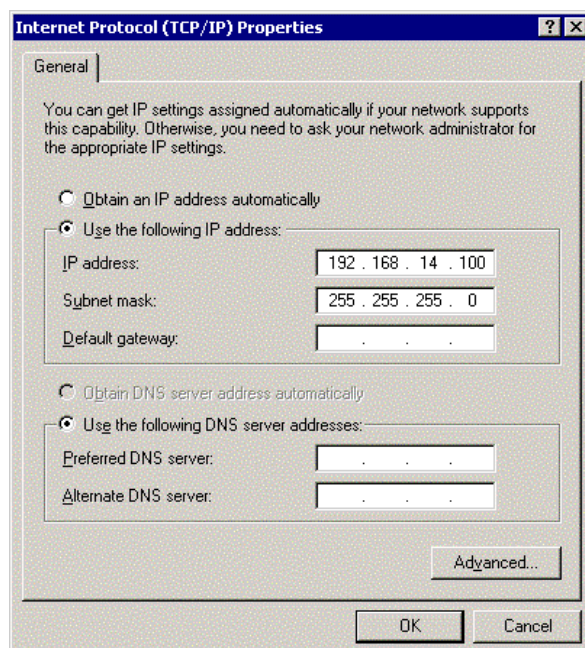 Internet Protocol (TCP/IP) Properties
General
You can get IP settings assigned automatically if your network supports
this capability. Otherwise, you need to ask your network administrator for
the appropriate IP settings.
Obtain an IP address automatically
Use the following IP address:
IP address: 192 . 168 . 14 . 100
Subnet mask: 255 . 255 . 255 . 0
Default gateway: . . .
Obtain DNS server address automatically
Use the following DNS server addresses:
Preferred DNS server: . . .
Alternate DNS server: . . .
Advanced...
OK Cancel